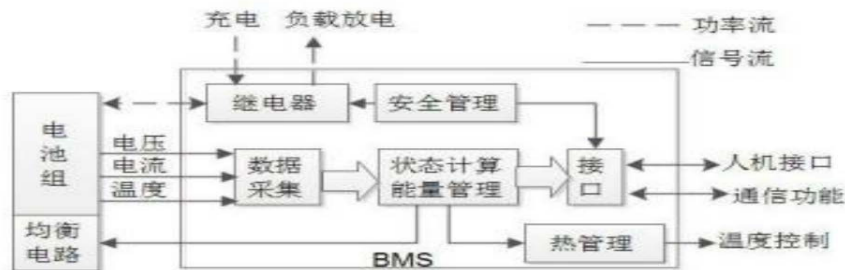 充电 负载放电
功率流
信号流
继电器
安全管理
电
池
组
电压
电流
温度
数据
采集
状态计算
能量管理
接
口
人机接口
通信功能
均衡
电路
热管理
温度控制
BMS